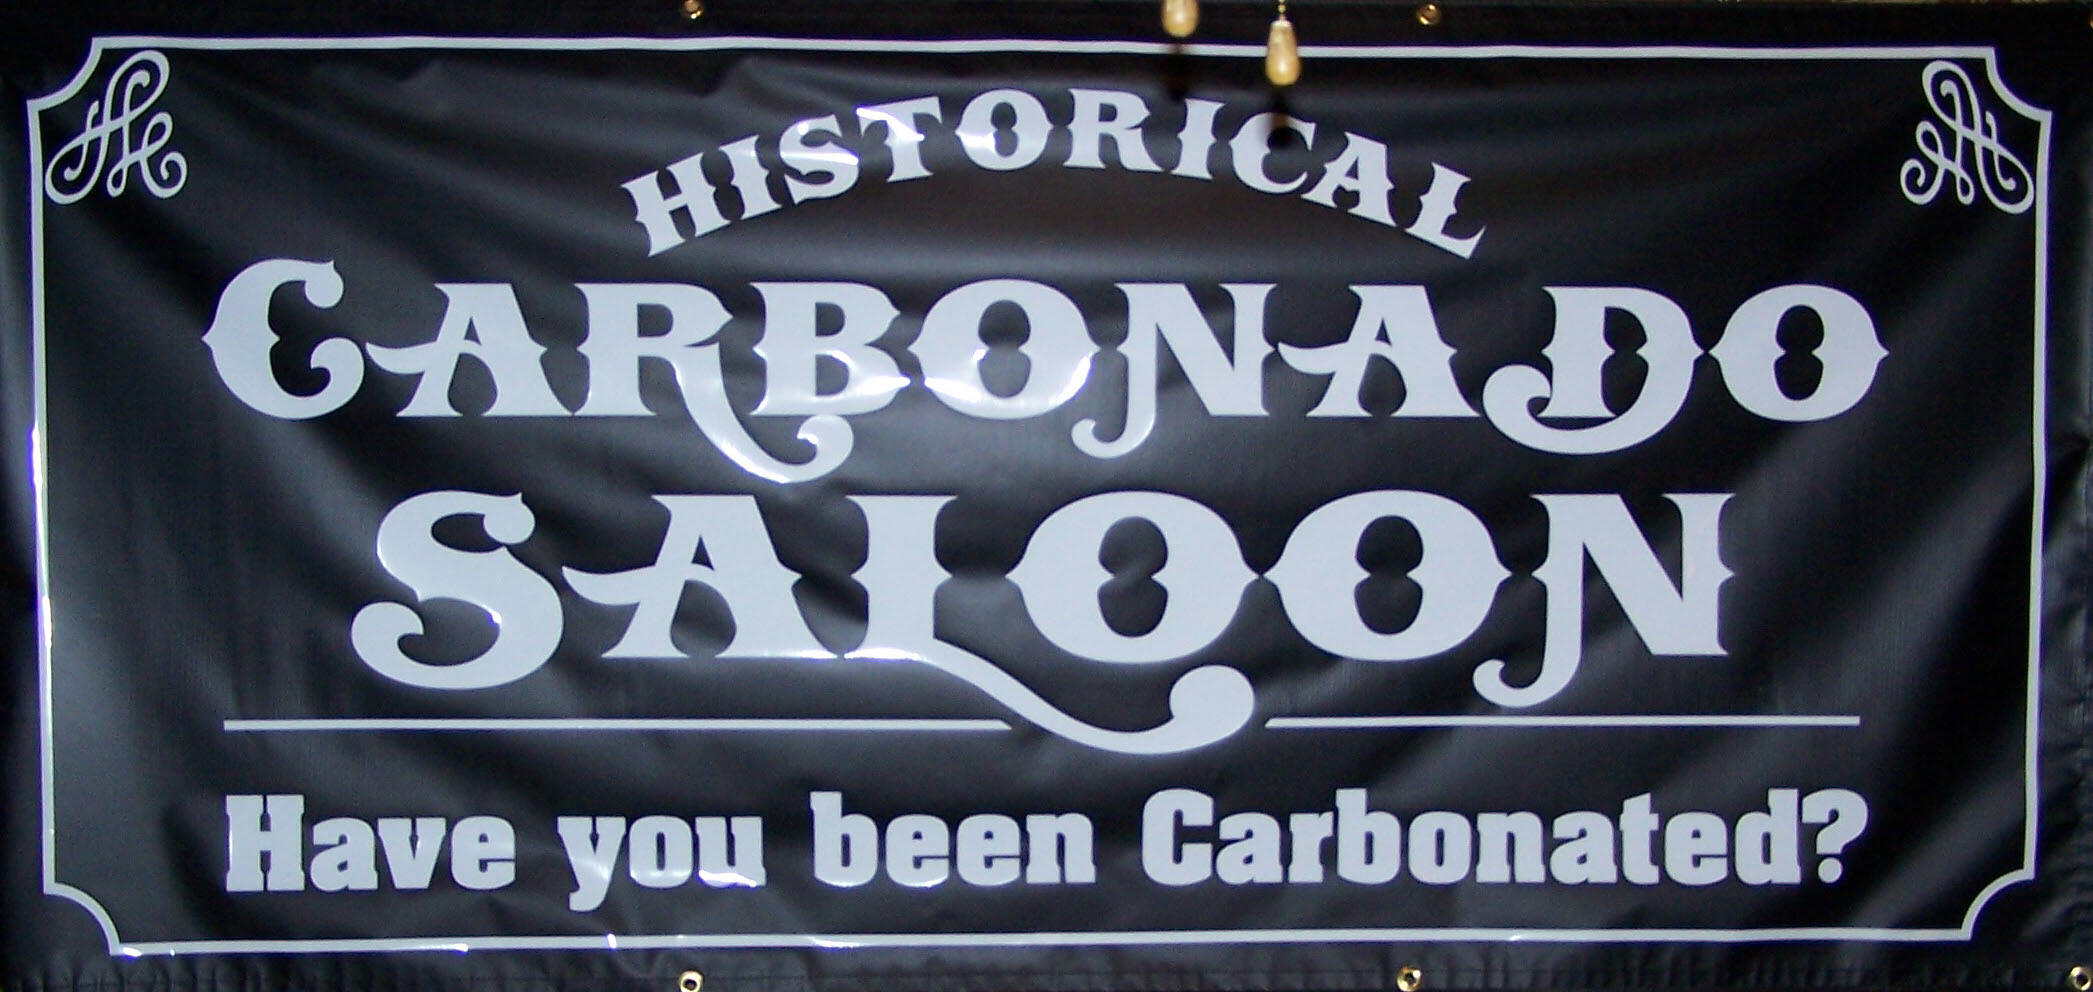 HISTORICAL
CARBONADO
SALOON
Have you been Carbonated?